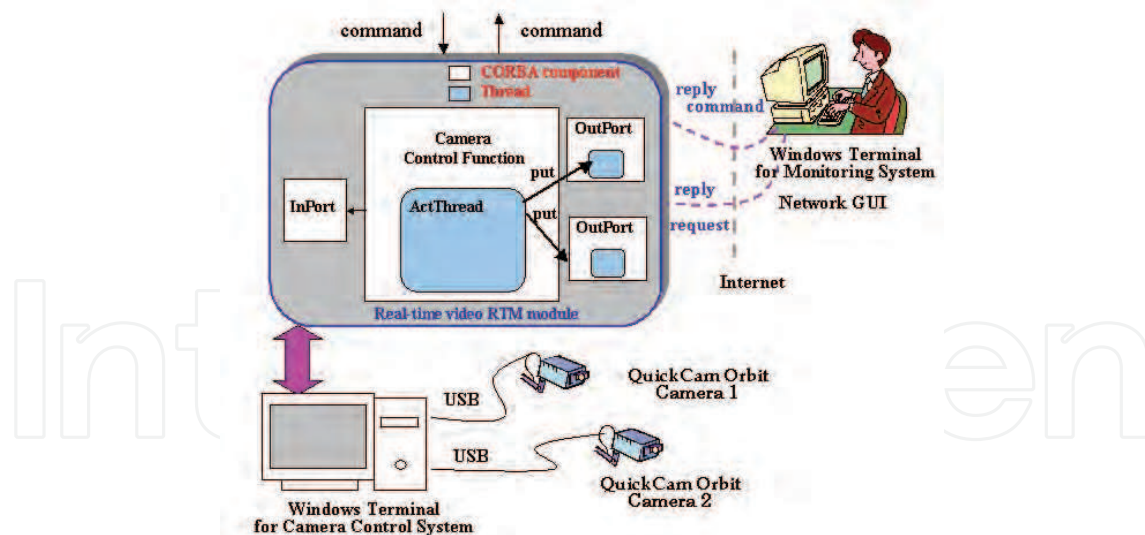 command
command
CORBA component
Thread
reply
command
Camera
Control Function
OutPort
put
Windows Terminal
for Monitoring System
InPort
ActThread
put
reply
Network GUI
OutPort
request
Internet
Real-time video RTM module
USB
QuickCam Orbit
Camera 1
USB
QuickCam Orbit
Camera 2
Windows Terminal
for Camera Control System